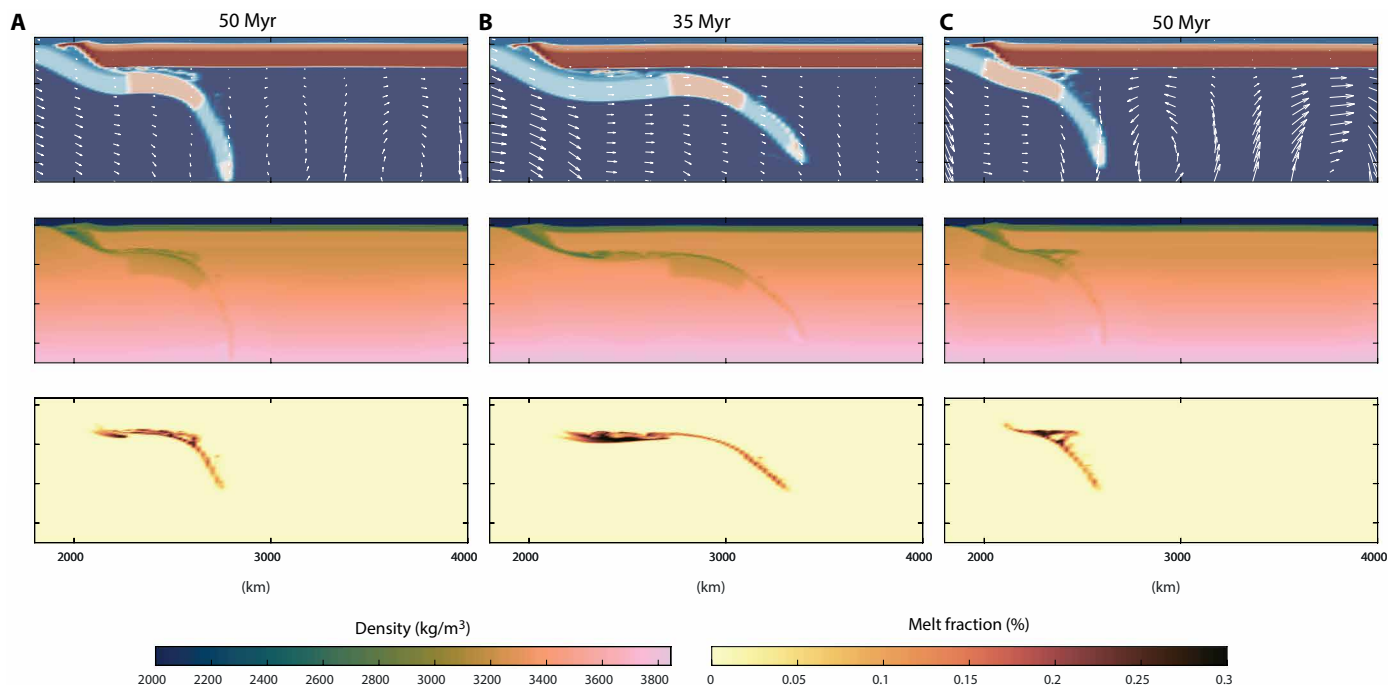 A 50 Myr B 35 Myr C 50 Myr
2000 3000 4000 2000 3000 4000 2000 3000 4000
(km) (km) (km)
Density (kg/m³) Melt fraction (%)
2000 2200 2400 2600 2800 3000 3200 3400 3600 3800 0 0.05 0.1 0.15 0.2 0.25 0.3